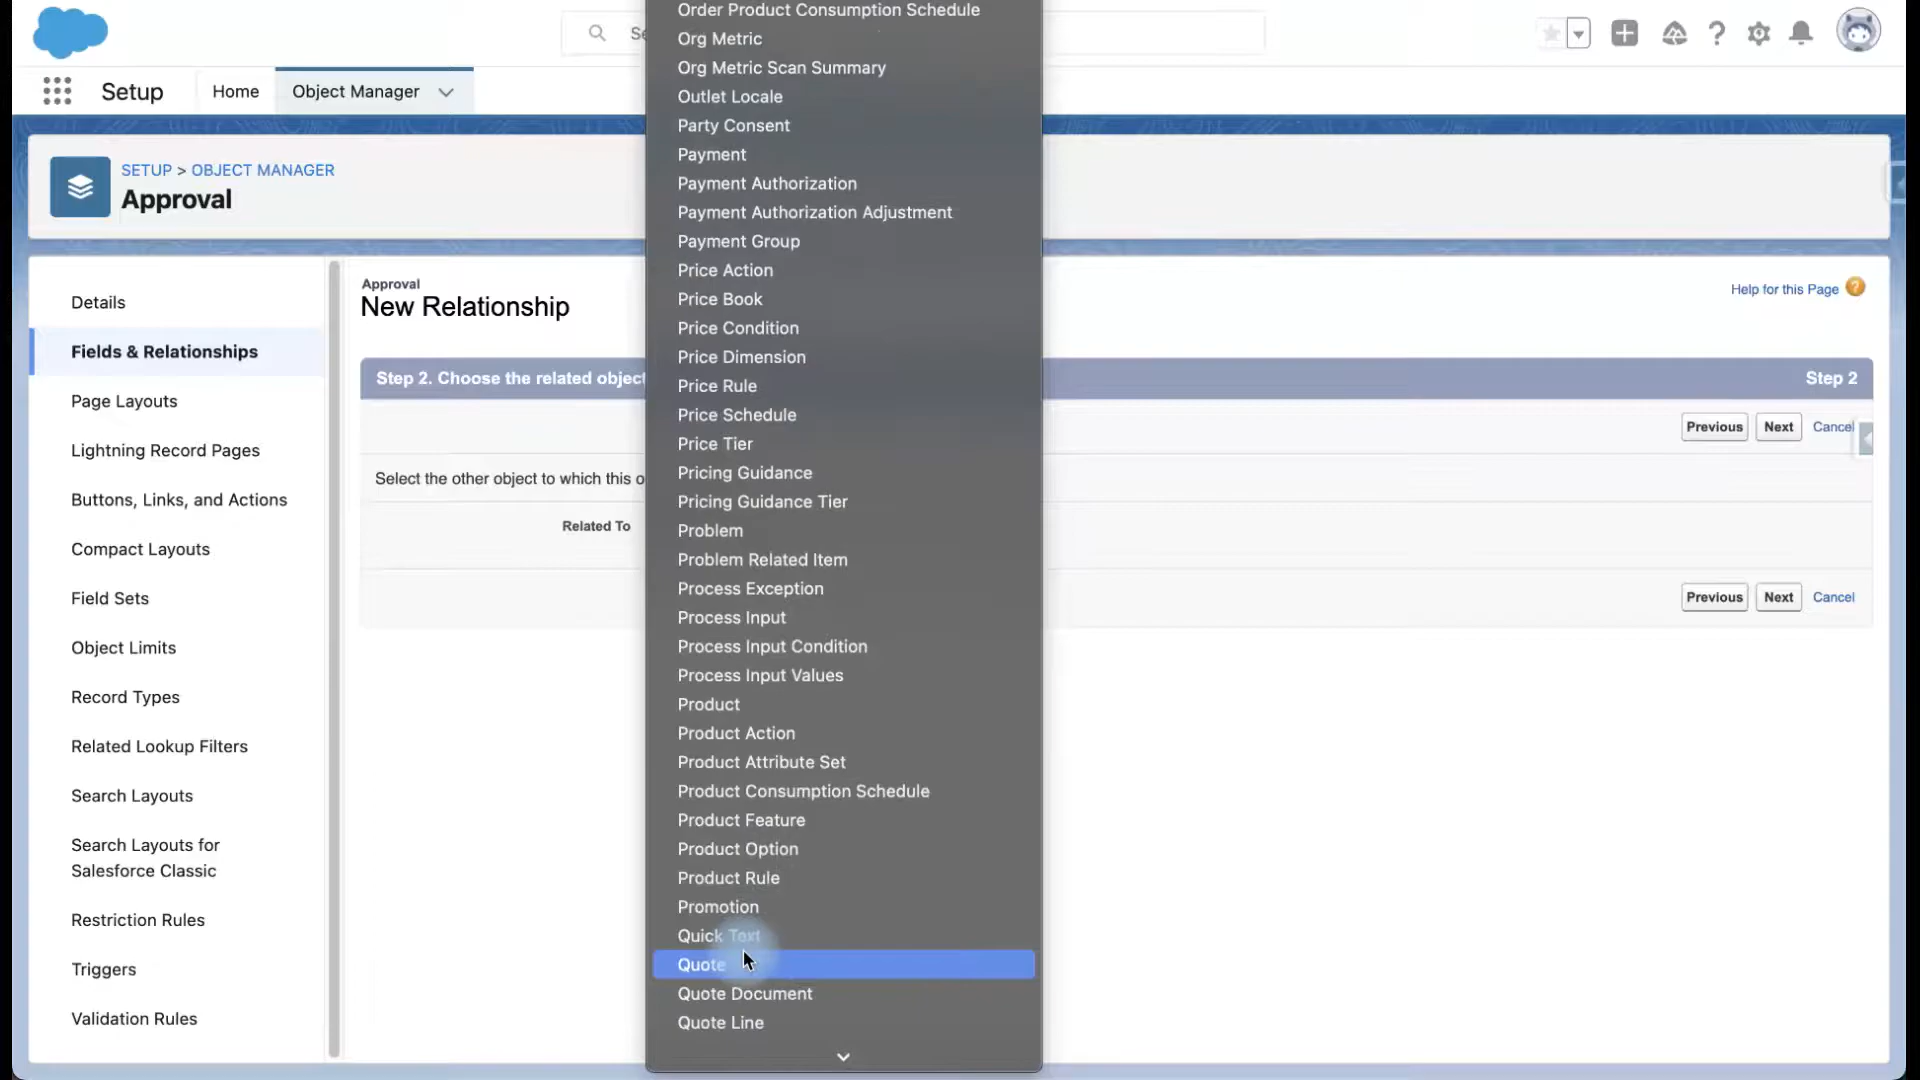 Se
Setup
Home
Object Manager
SETUP > OBJECT MANAGER
Approval
Details
Fields & Relationships
Page Layouts
Lightning Record Pages
Buttons, Links, and Actions
Compact Layouts
Field Sets
Object Limits
Record Types
Related Lookup Filters
Search Layouts
Search Layouts for
Salesforce Classic
Restriction Rules
Triggers
Validation Rules
Approval
New Relationship
Help for this Page
Step 2. Choose the related object
Step 2
Previous Next Cancel
Select the other object to which this o
Related To
Previous Next Cancel
Order Product Consumption Schedule
Org Metric
Org Metric Scan Summary
Outlet Locale
Party Consent
Payment
Payment Authorization
Payment Authorization Adjustment
Payment Group
Price Action
Price Book
Price Condition
Price Dimension
Price Rule
Price Schedule
Price Tier
Pricing Guidance
Pricing Guidance Tier
Problem
Problem Related Item
Process Exception
Process Input
Process Input Condition
Process Input Values
Product
Product Action
Product Attribute Set
Product Consumption Schedule
Product Feature
Product Option
Product Rule
Promotion
Quick Text
Quote
Quote Document
Quote Line